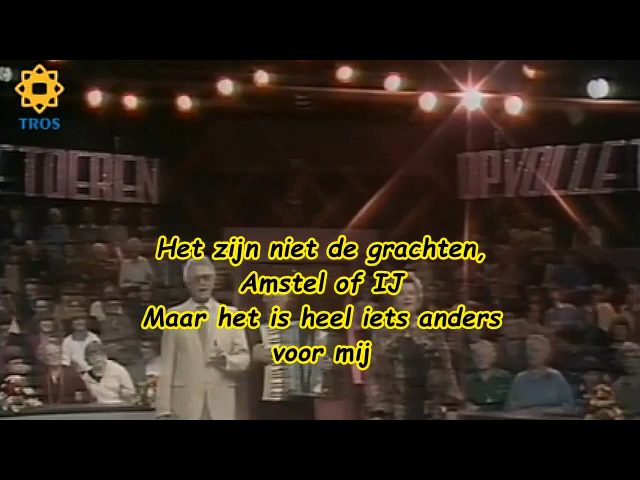 TROS
TOEREN
OP VOLLE T
Het zijn niet de grachten,
Amstel of IJ
Maar het is heel iets anders
voor mij